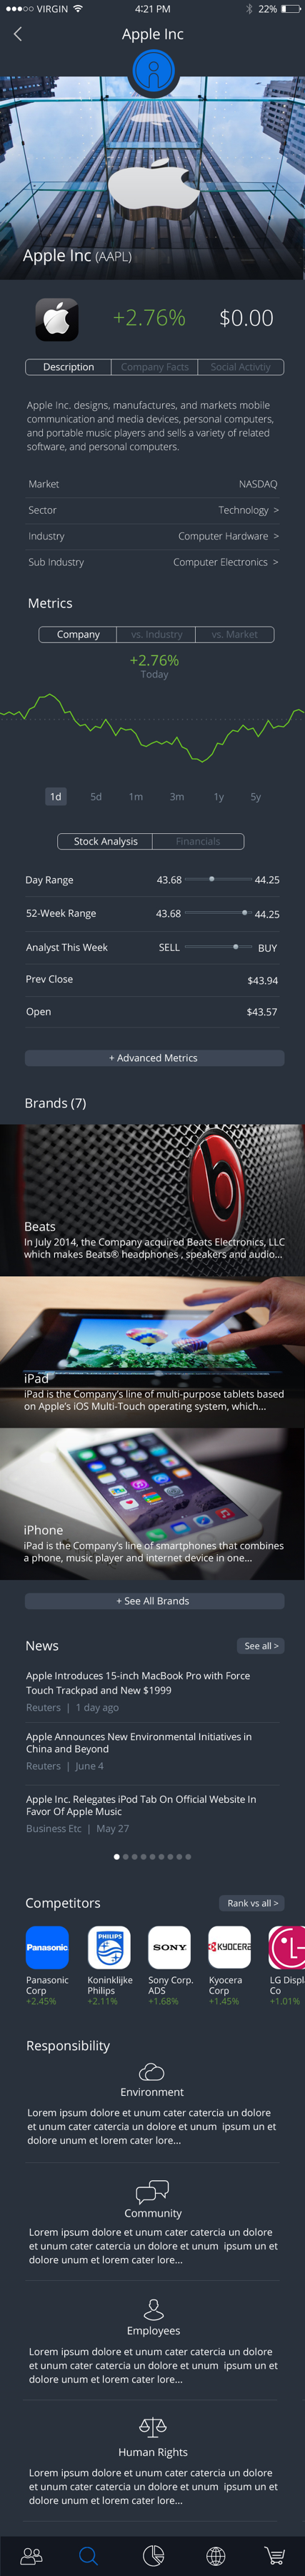 VIRGIN 4:21 PM 22%
Apple Inc
Apple Inc (AAPL)
+2.76% $0.00
Description Company Facts Social Activtiy
Apple Inc. designs, manufactures, and markets mobile
communication and media devices, personal computers,
and portable music players and sells a variety of related
software, and personal computers.
Market NASDAQ
Sector Technology >
Industry Computer Hardware >
Sub Industry Computer Electronics >
Metrics
Company vs. Industry vs. Market
+2.76%
Today
1d 5d 1m 3m 1y 5y
Stock Analysis Financials
Day Range 43.68 44.25
52-Week Range 43.68 44.25
Analyst This Week SELL BUY
Prev Close $43.94
Open $43.57
+ Advanced Metrics
Brands (7)
Beats
In July 2014, the Company acquired Beats Electronics, LLC
which makes Beats® headphones , speakers and audio...
iPad
iPad is the Company's line of multi-purpose tablets based
on Apple's iOS Multi-Touch operating system, which...
iPhone
iPad is the Company's line of smartphones that combines
a phone, music player and internet device in one...
+ See All Brands
News See all >
Apple Introduces 15-inch MacBook Pro with Force
Touch Trackpad and New $1999
Reuters | 1 day ago
Apple Announces New Environmental Initiatives in
China and Beyond
Reuters | June 4
Apple Inc. Relegates iPod Tab On Official Website In
Favor Of Apple Music
Business Etc | May 27
Competitors Rank vs all >
Panasonic PHILIPS SONY KYOCERA
Panasonic Koninklijke Sony Corp. Kyocera LG Displ
Corp Philips ADS Corp Co
+2.45% +2.11% +1.68% +1.45% +1.01%
Responsibility
Environment
Lorem ipsum dolore et unum cater catercia un dolore
et unum cater catercia un dolore et unum ipsum un et
dolore unum et lorem cater lore...
Community
Lorem ipsum dolore et unum cater catercia un dolore
et unum cater catercia un dolore et unum ipsum un et
dolore unum et lorem cater lore...
Employees
Lorem ipsum dolore et unum cater catercia un dolore
et unum cater catercia un dolore et unum ipsum un et
dolore unum et lorem cater lore...
Human Rights
Lorem ipsum dolore et unum cater catercia un dolore
et unum cater catercia un dolore et unum ipsum un et
dolore unum et lorem cater lore...